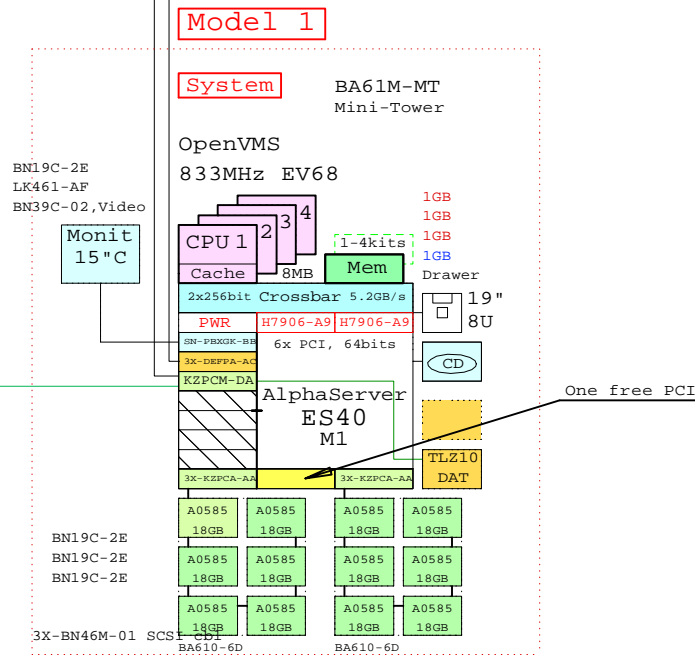 Model 1
System
BA61M-MT
Mini-Tower
OpenVMS
833MHz EV68
BN19C-2E
LK461-AF
BN39C-02,Video
Monit
15"C
CPU 1
2
3
4
Cache
8MB
1-4kits
Mem
1GB
1GB
1GB
1GB
Drawer
2x256bit Crossbar 5.2GB/s
19"
8U
PWR
H7906-A9
H7906-A9
SN-PBXGK-BB
6x PCI, 64bits
3X-DEFPA-AC
CD
KZPCM-DA
AlphaServer
ES40
M1
One free PCI
TLZ10
DAT
3X-KZPCA-AA
3X-KZPCA-AA
A0585
18GB
A0585
18GB
A0585
18GB
A0585
18GB
BN19C-2E
BN19C-2E
BN19C-2E
A0585
18GB
A0585
18GB
A0585
18GB
A0585
18GB
A0585
18GB
A0585
18GB
A0585
18GB
A0585
18GB
3X-BN46M-01 SCSI cbl
BA610-6D
BA610-6D